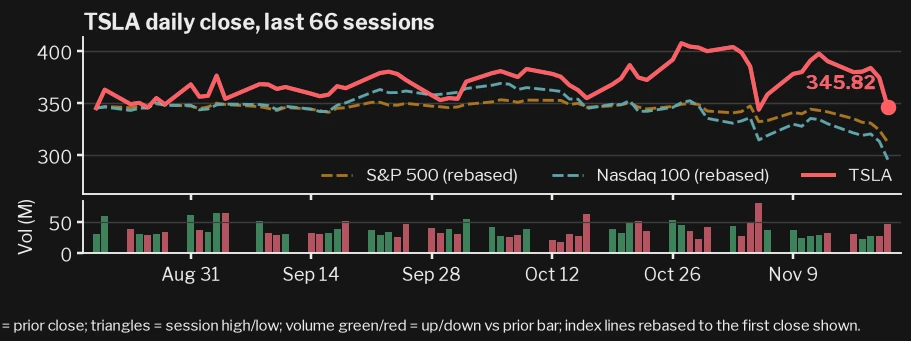 TSLA daily close, last 66 sessions
400
350
300
345.82
S&P 500 (rebased) Nasdaq 100 (rebased) TSLA
Vol (M)
50
0
Aug 31 Sep 14 Sep 28 Oct 12 Oct 26 Nov 9
= prior close; triangles = session high/low; volume green/red = up/down vs prior bar; index lines rebased to the first close shown.